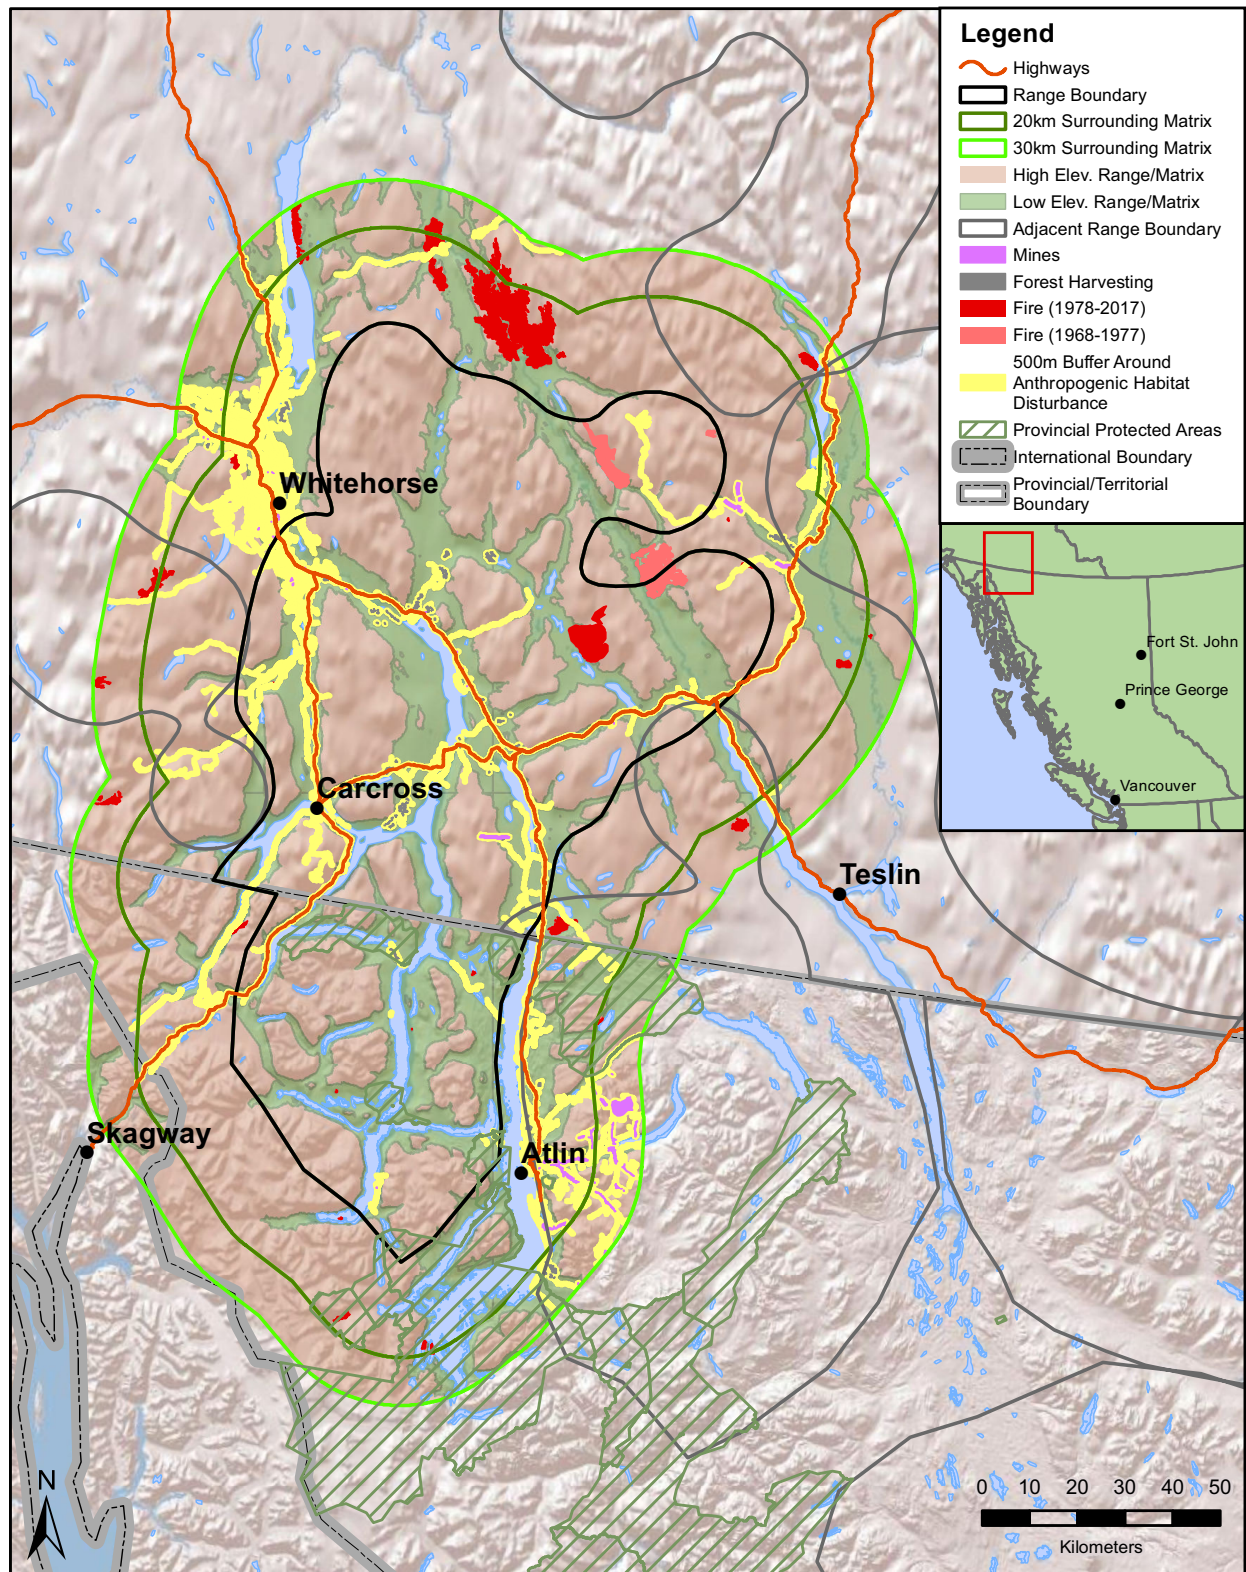 Legend
Highways
Range Boundary
20km Surrounding Matrix
30km Surrounding Matrix
High Elev. Range/Matrix
Low Elev. Range/Matrix
Adjacent Range Boundary
Mines
Forest Harvesting
Fire (1978-2017)
Fire (1968-1977)
500m Buffer Around
Anthropogenic Habitat
Disturbance
Provincial Protected Areas
International Boundary
Provincial/Territorial
Boundary
Whitehorse
Fort St. John
Prince George
Vancouver
Carcross
Teslin
Skagway
Atlin
N
0 10 20 30 40 50
Kilometers